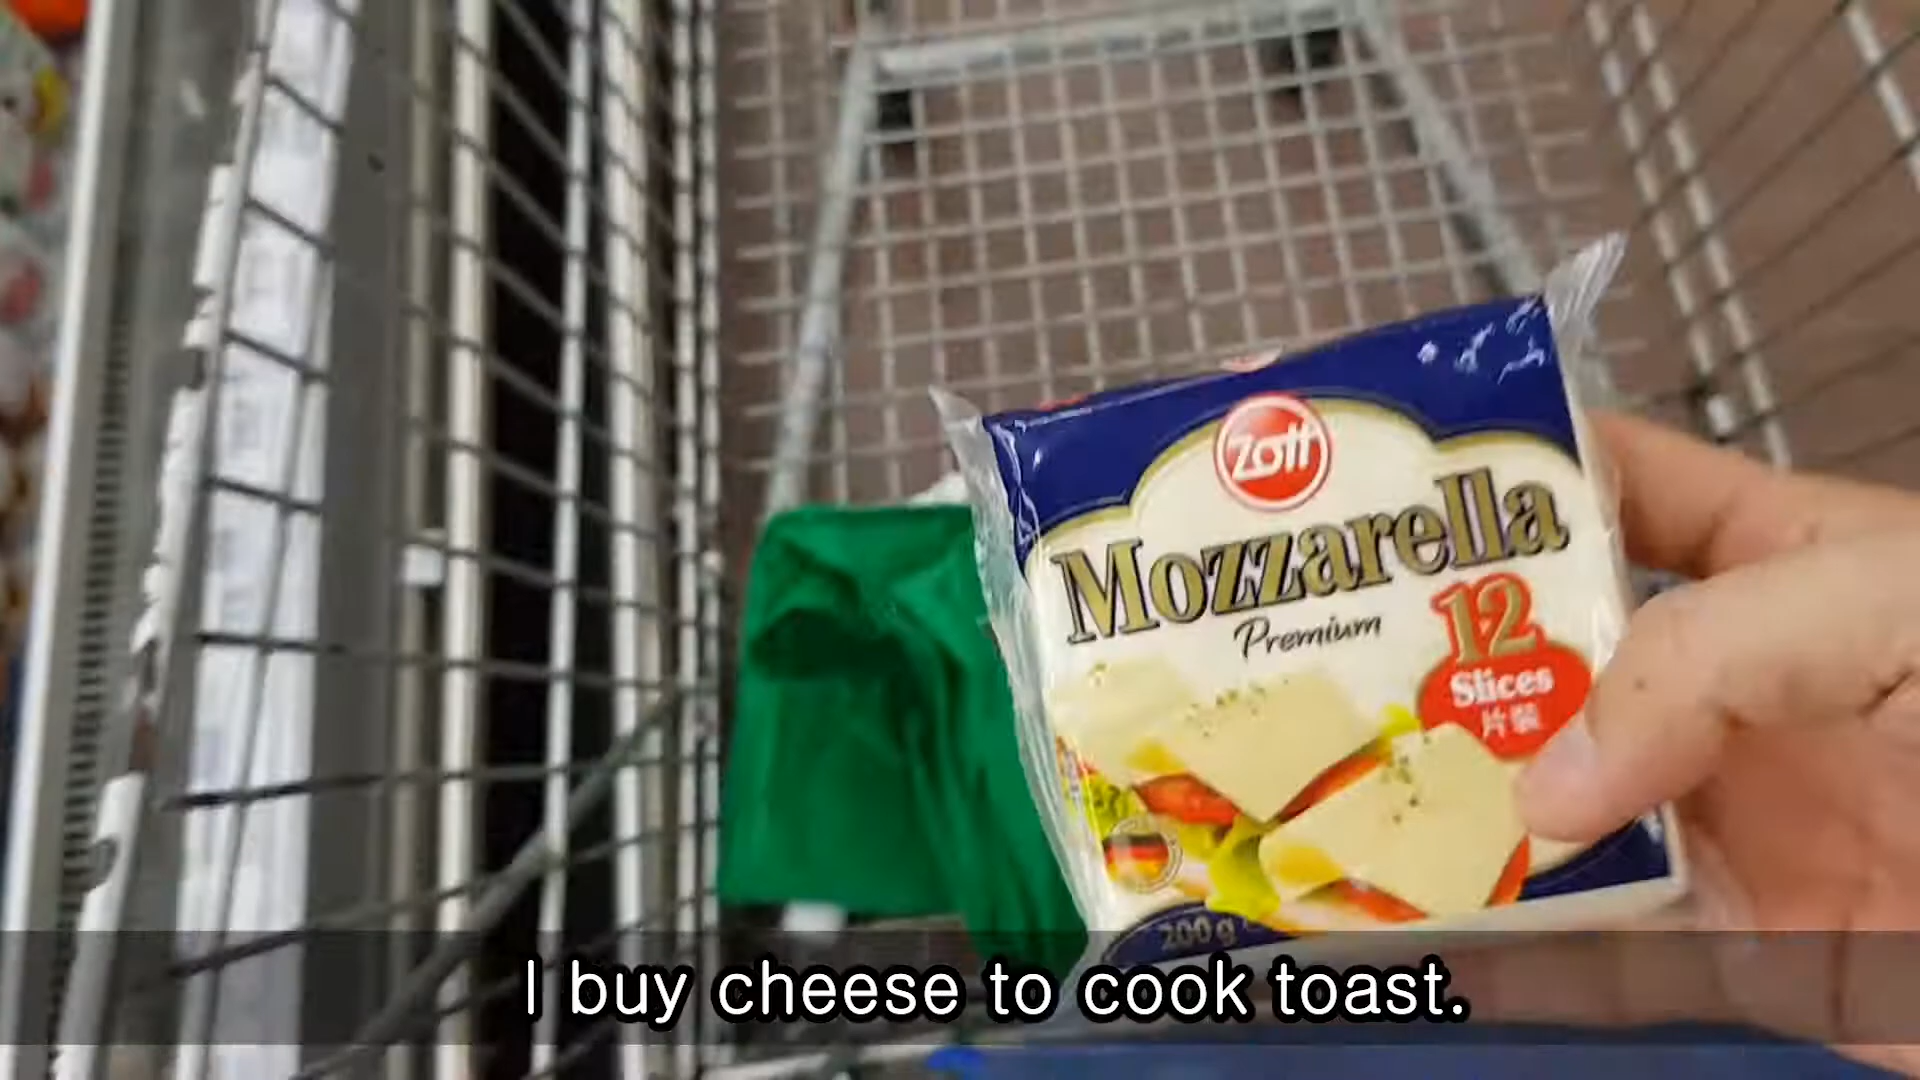 Zott
Mozzarella
Premium
12
Slices
片裝
200g
I buy cheese to cook toast.